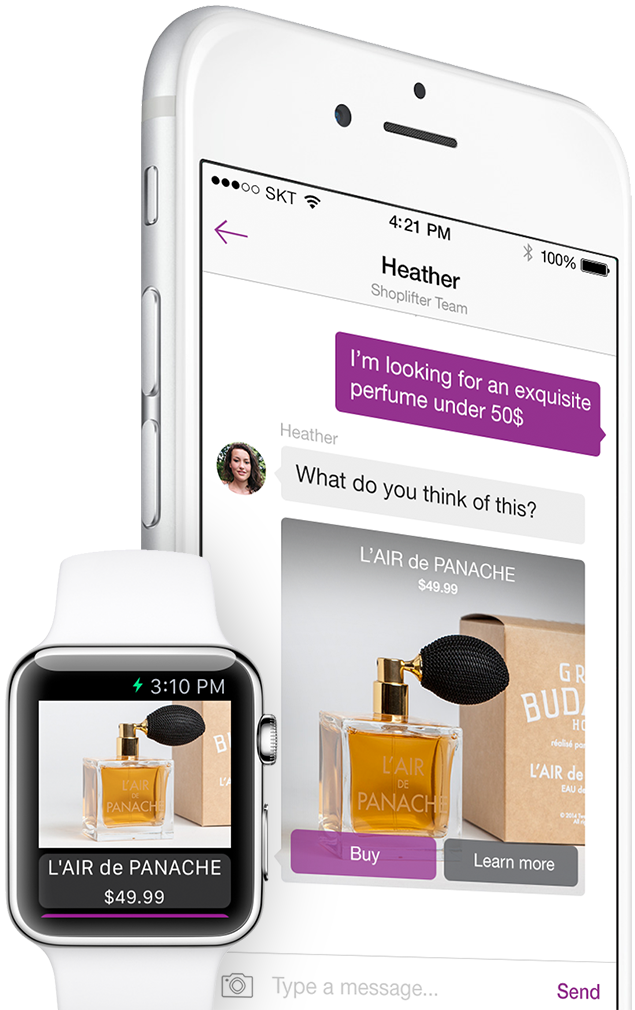 SKT
4:21 PM
100%
Heather
Shoplifter Team
I'm looking for an exquisite
perfume under 50$
Heather
What do you think of this?
L'AIR de PANACHE
$49.99
L'AIR
DE
PANACHE
GR
BUDA
HO
réalisé par
L'AIR de
EAU de
© 2014
All
Buy
Learn more
Type a message...
Send
3:10 PM
L'AIR
DE
PANACHE
L'AIR de PANACHE
$49.99